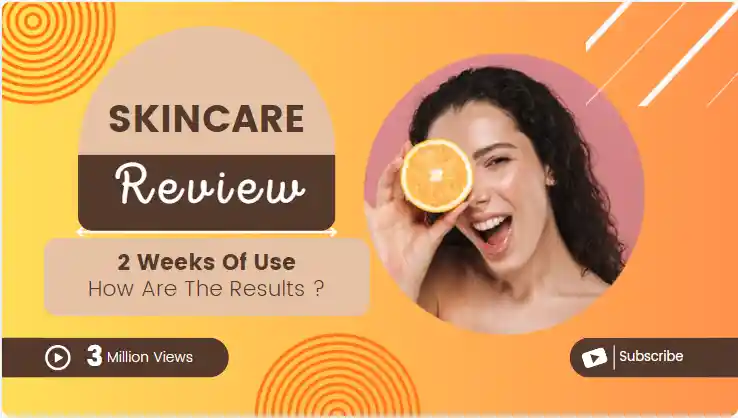 SKINCARE
Review
2 Weeks Of Use
How Are The Results ?
3 Million Views
Subscribe